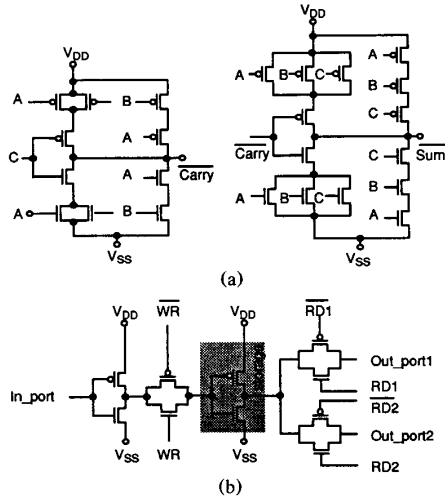 VDD
A
B
A
C
Carry
A
A
B
VSS
VDD
A
B
C
A
B
C
Carry
Sum
C
A
B
C
B
A
VSS
(a)
VDD
WR
VDD
RD1
In_port
Out_port1
RD1
RD2
Out_port2
VSS
WR
VSS
RD2
(b)